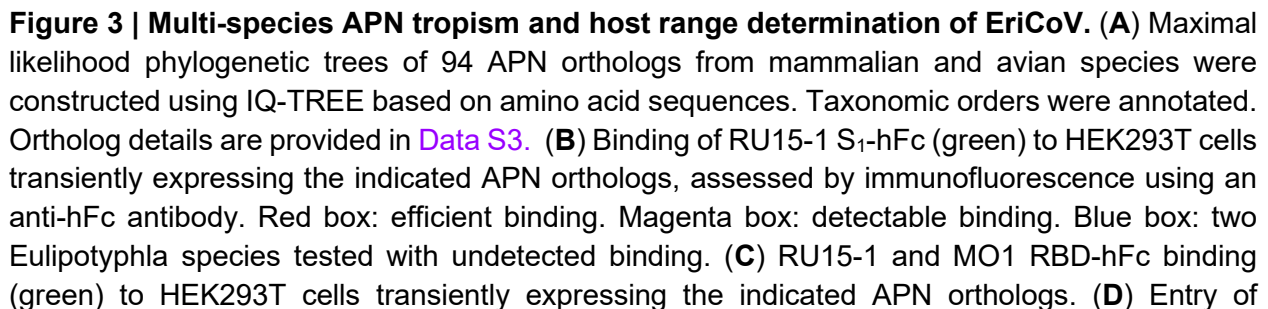 Figure 3 | Multi-species APN tropism and host range determination of EriCoV. (A) Maximal
likelihood phylogenetic trees of 94 APN orthologs from mammalian and avian species were
constructed using IQ-TREE based on amino acid sequences. Taxonomic orders were annotated.
Ortholog details are provided in Data S3. (B) Binding of RU15-1 S₁-hFc (green) to HEK293T cells
transiently expressing the indicated APN orthologs, assessed by immunofluorescence using an
anti-hFc antibody. Red box: efficient binding. Magenta box: detectable binding. Blue box: two
Eulipotyphla species tested with undetected binding. (C) RU15-1 and MO1 RBD-hFc binding
(green) to HEK293T cells transiently expressing the indicated APN orthologs. (D) Entry of